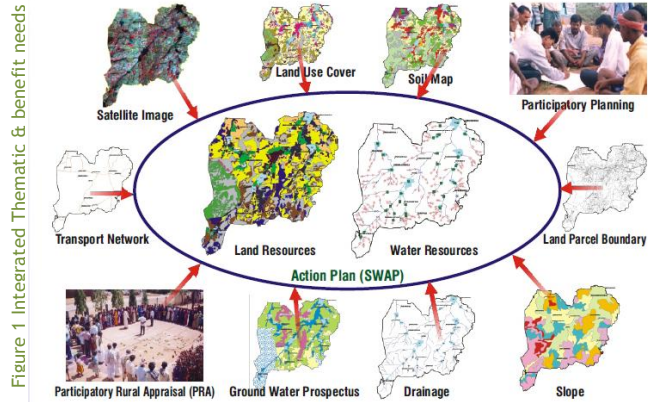 Figure 1 Integrated Thematic & benefit needs
Satellite Image
Land Use Cover
Soil Map
Participatory Planning
Transport Network
Land Resources
Water Resources
Land Parcel Boundary
Action Plan (SWAP)
Participatory Rural Appraisal (PRA)
Ground Water Prospectus
Drainage
Slope